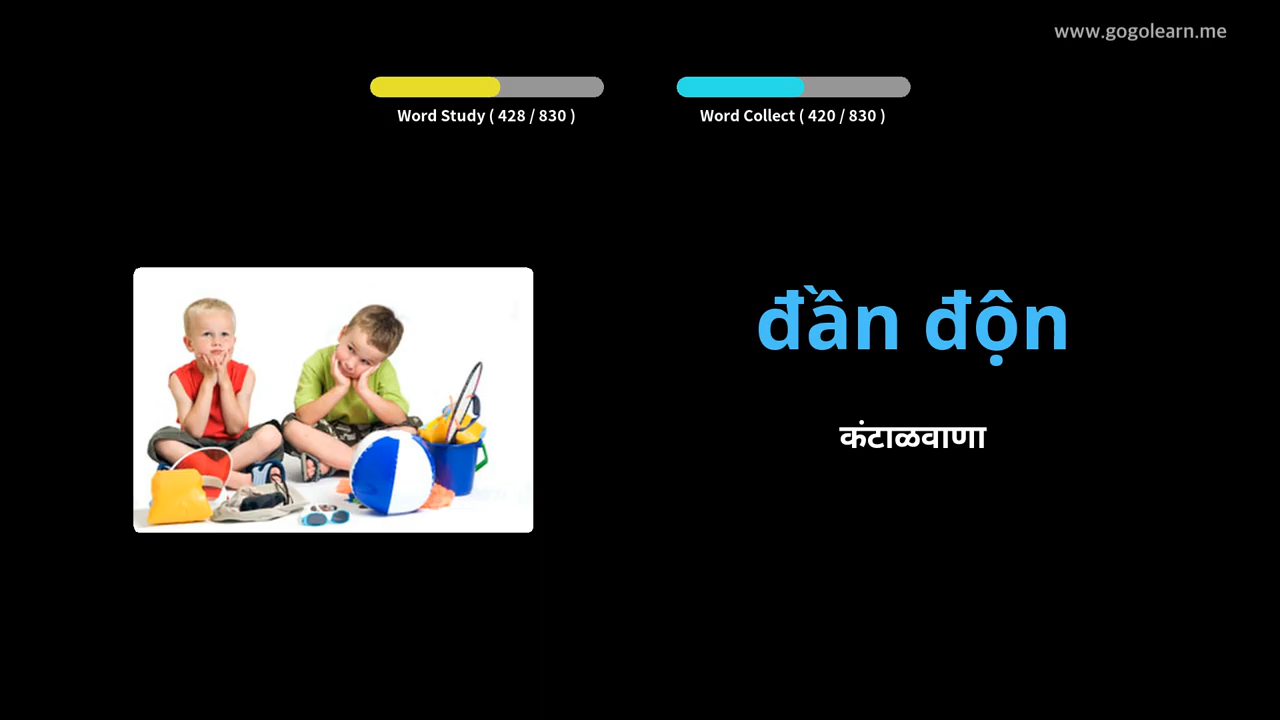 www.gogolearn.me
Word Study ( 428 / 830 )
Word Collect ( 420 / 830 )
đần độn
कंटाळवाणा